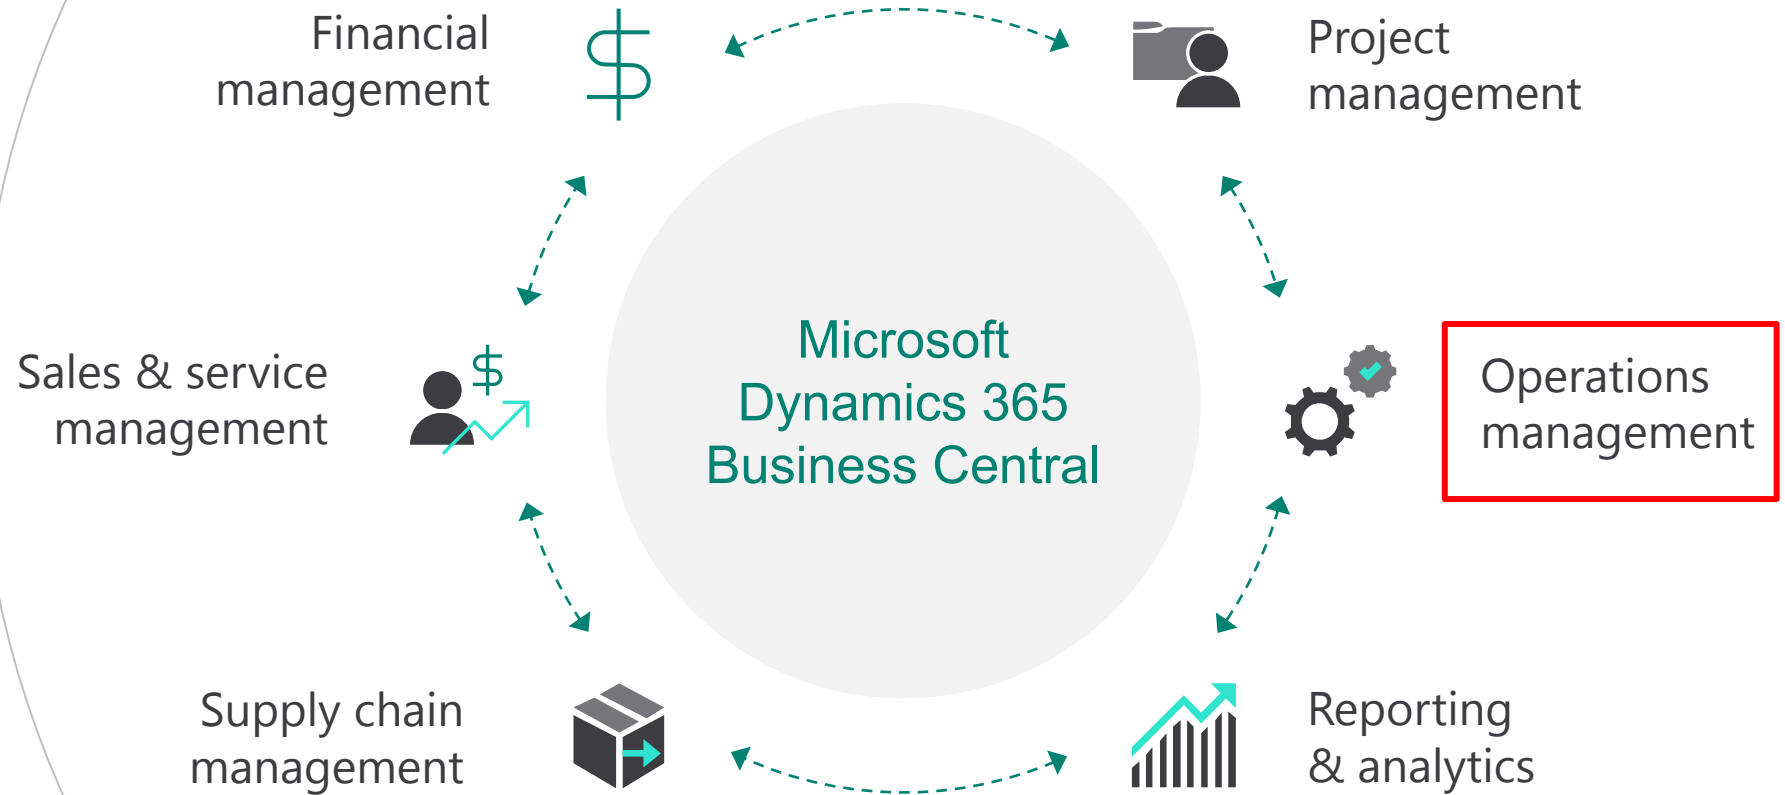 Financial
management
Project
management
Sales & service
management
Microsoft
Dynamics 365
Business Central
Operations
management
Supply chain
management
Reporting
& analytics